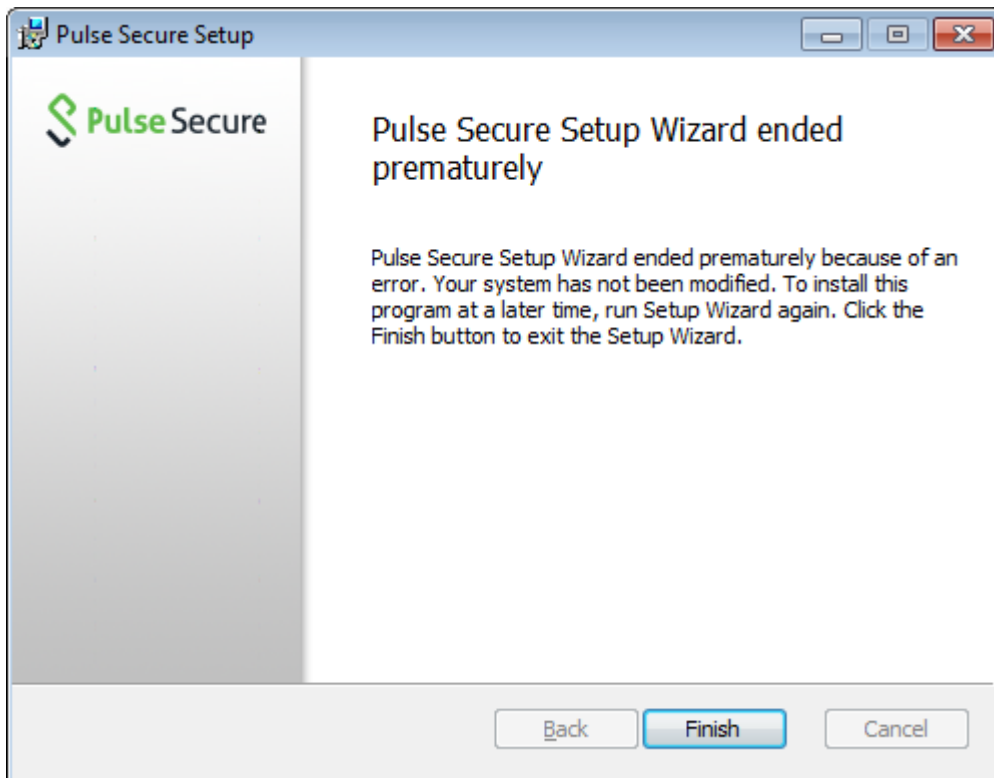 Pulse Secure Setup
Pulse Secure
Pulse Secure Setup Wizard ended
prematurely
Pulse Secure Setup Wizard ended prematurely because of an
error. Your system has not been modified. To install this
program at a later time, run Setup Wizard again. Click the
Finish button to exit the Setup Wizard.
Back
Finish
Cancel